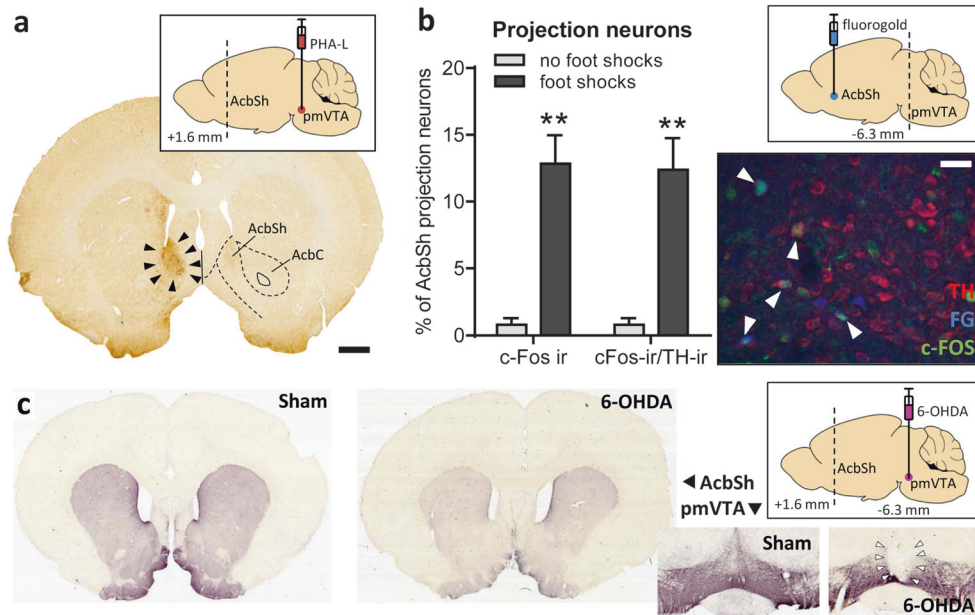 a
PHA-L
AcbSh
pmVTA
+1.6 mm
AcbSh
AcbC
b
Projection neurons
no foot shocks
foot shocks
% of AcbSh projection neurons
20
15
10
5
0
**
**
c-Fos ir
cFos-ir/TH-ir
fluorogold
AcbSh
pmVTA
-6.3 mm
TH
FG
c-FOS
c
Sham
6-OHDA
◄ AcbSh
pmVTA ▼
6-OHDA
AcbSh
pmVTA
+1.6 mm
-6.3 mm
Sham
6-OHDA